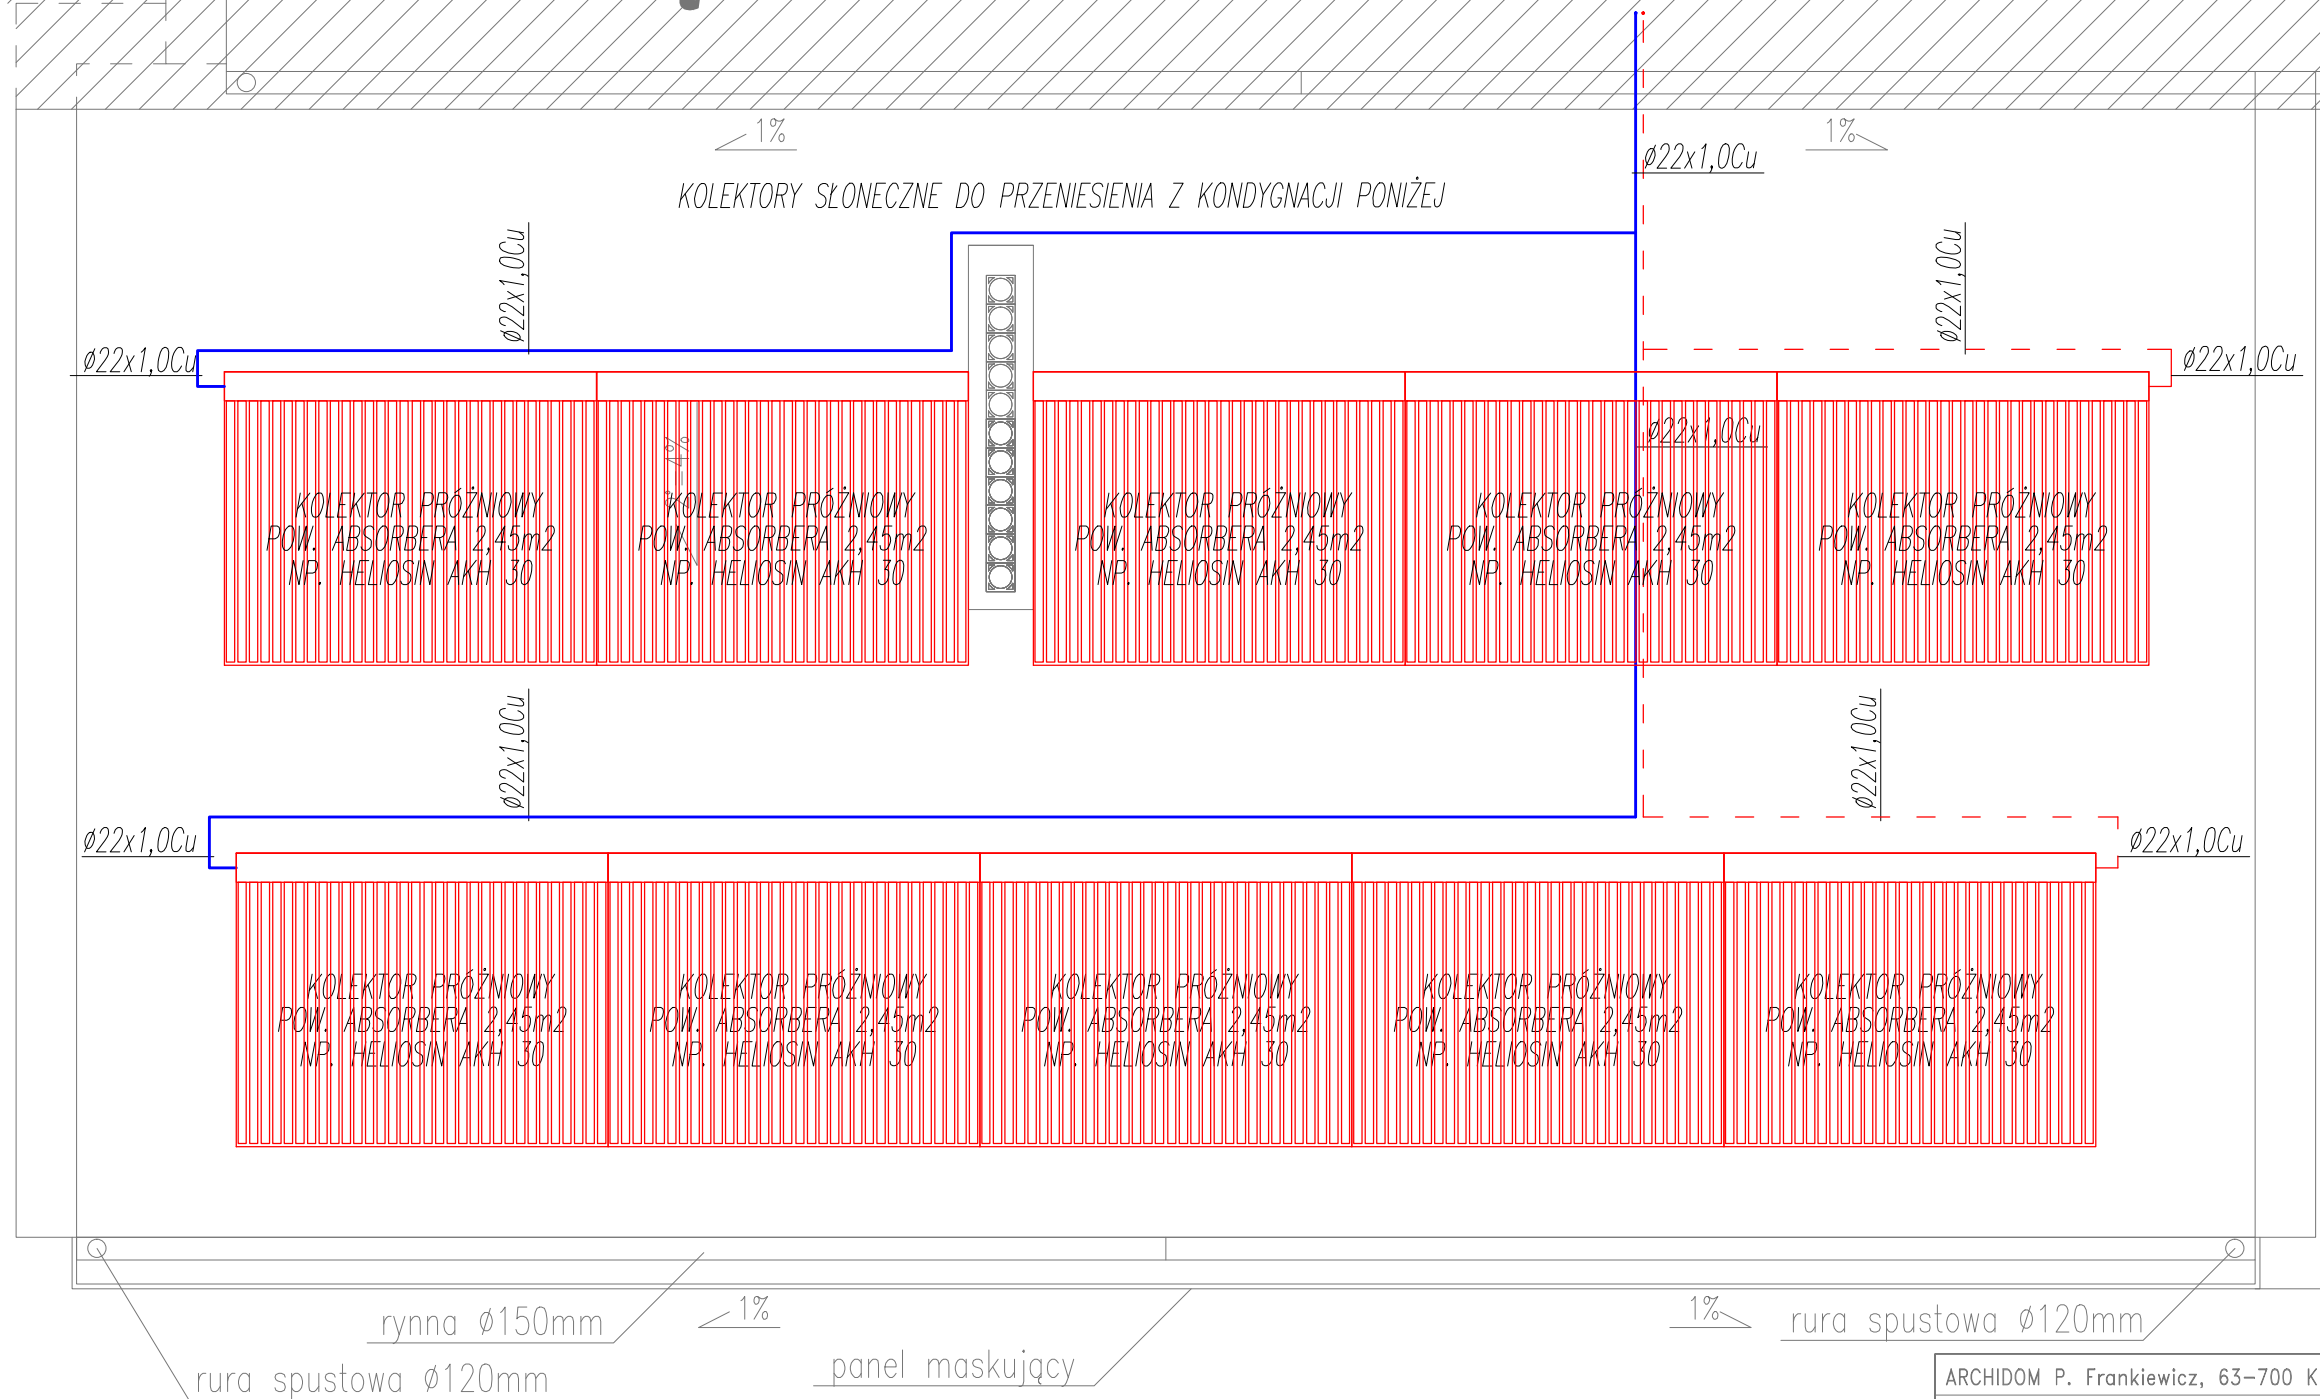 1%
1%
ø22x1,0Cu
KOLEKTORY SŁONECZNE DO PRZENIESIENIA Z KONDYGNACJI PONIŻEJ
ø22x1,0Cu
ø22x1,0Cu
ø22x1,0Cu
ø22x1,0Cu
ø22x1,0Cu
KOLEKTOR PRÓŻNIOWY
POW. ABSORBERA 2,45m2
NP. HELIOSIN AKH 30
KOLEKTOR PRÓŻNIOWY
POW. ABSORBERA 2,45m2
NP. HELIOSIN AKH 30
KOLEKTOR PRÓŻNIOWY
POW. ABSORBERA 2,45m2
NP. HELIOSIN AKH 30
KOLEKTOR PRÓŻNIOWY
POW. ABSORBERA 2,45m2
NP. HELIOSIN AKH 30
KOLEKTOR PRÓŻNIOWY
POW. ABSORBERA 2,45m2
NP. HELIOSIN AKH 30
ø22x1,0Cu
ø22x1,0Cu
ø22x1,0Cu
ø22x1,0Cu
KOLEKTOR PRÓŻNIOWY
POW. ABSORBERA 2,45m2
NP. HELIOSIN AKH 30
KOLEKTOR PRÓŻNIOWY
POW. ABSORBERA 2,45m2
NP. HELIOSIN AKH 30
KOLEKTOR PRÓŻNIOWY
POW. ABSORBERA 2,45m2
NP. HELIOSIN AKH 30
KOLEKTOR PRÓŻNIOWY
POW. ABSORBERA 2,45m2
NP. HELIOSIN AKH 30
KOLEKTOR PRÓŻNIOWY
POW. ABSORBERA 2,45m2
NP. HELIOSIN AKH 30
rynna ø150mm
1%
1%
rura spustowa ø120mm
rura spustowa ø120mm
panel maskujący
ARCHIDOM P. Frankiewicz, 63-700 K